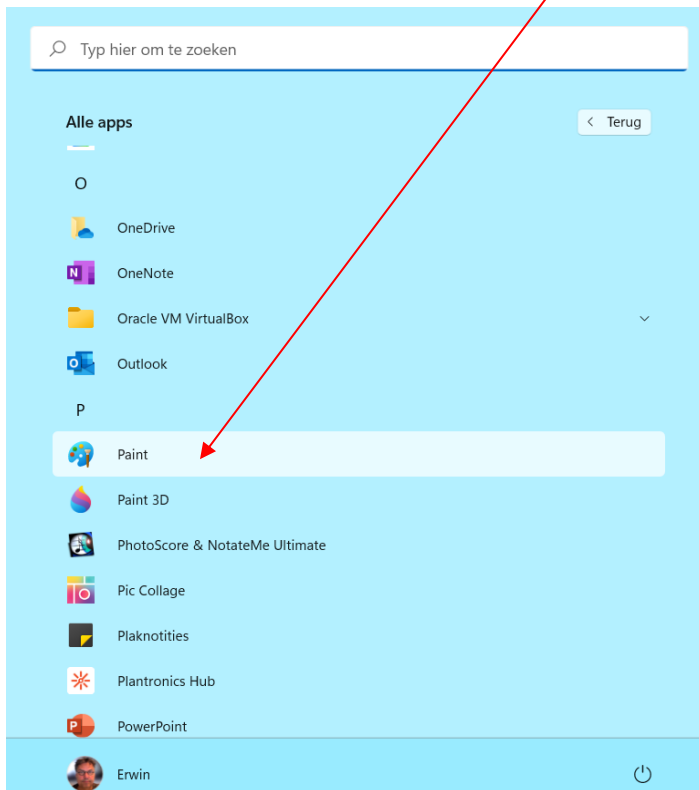 Typ hier om te zoeken
Alle apps
Terug
O
OneDrive
OneNote
Oracle VM VirtualBox
Outlook
P
Paint
Paint 3D
PhotoScore & NotateMe Ultimate
Pic Collage
Plaknotities
Plantronics Hub
PowerPoint
Erwin